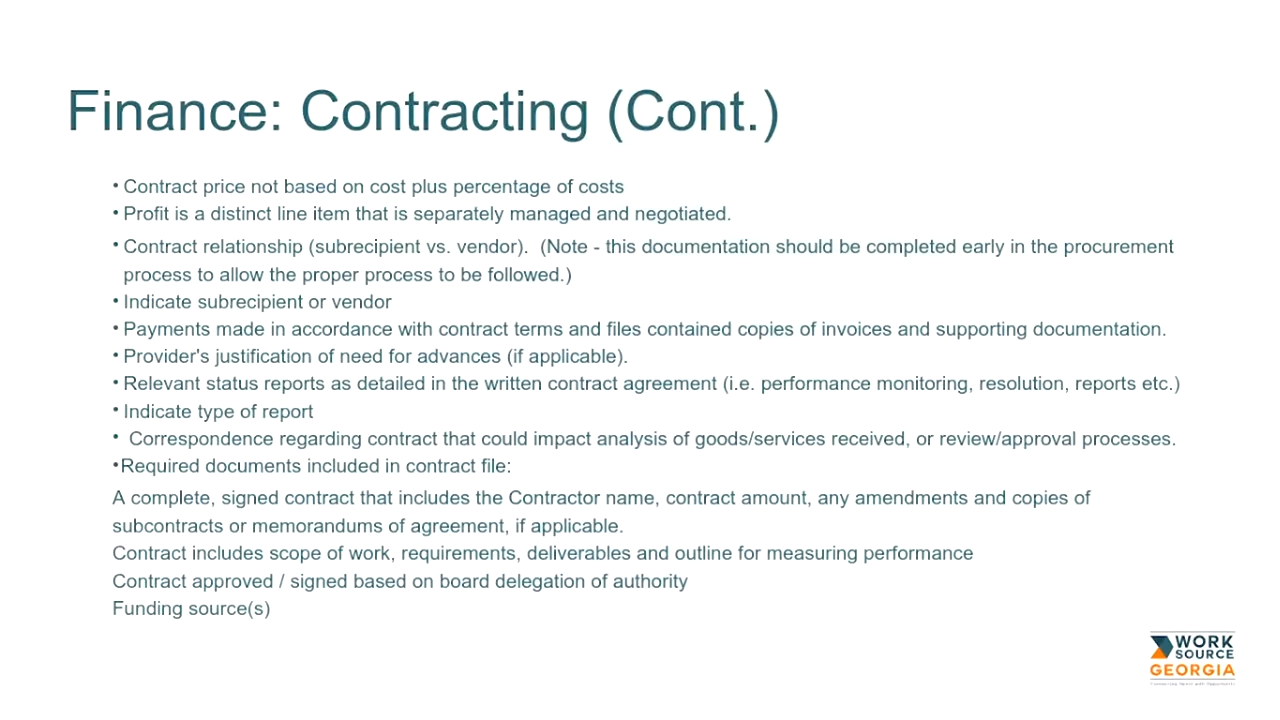 Finance: Contracting (Cont.)
• Contract price not based on cost plus percentage of costs
• Profit is a distinct line item that is separately managed and negotiated.
• Contract relationship (subrecipient vs. vendor).  (Note - this documentation should be completed early in the procurement
process to allow the proper process to be followed.)
• Indicate subrecipient or vendor
• Payments made in accordance with contract terms and files contained copies of invoices and supporting documentation.
• Provider's justification of need for advances (if applicable).
• Relevant status reports as detailed in the written contract agreement (i.e. performance monitoring, resolution, reports etc.)
• Indicate type of report
•  Correspondence regarding contract that could impact analysis of goods/services received, or review/approval processes.
•Required documents included in contract file:
A complete, signed contract that includes the Contractor name, contract amount, any amendments and copies of
subcontracts or memorandums of agreement, if applicable.
Contract includes scope of work, requirements, deliverables and outline for measuring performance
Contract approved / signed based on board delegation of authority
Funding source(s)
WORK
SOURCE
GEORGIA